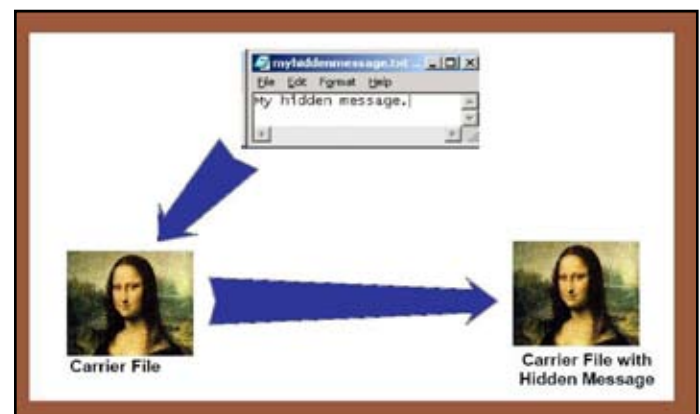 myhiddenmessage.txt ..
File Edit Format Help
My hidden message.
Carrier File
Carrier File with
Hidden Message